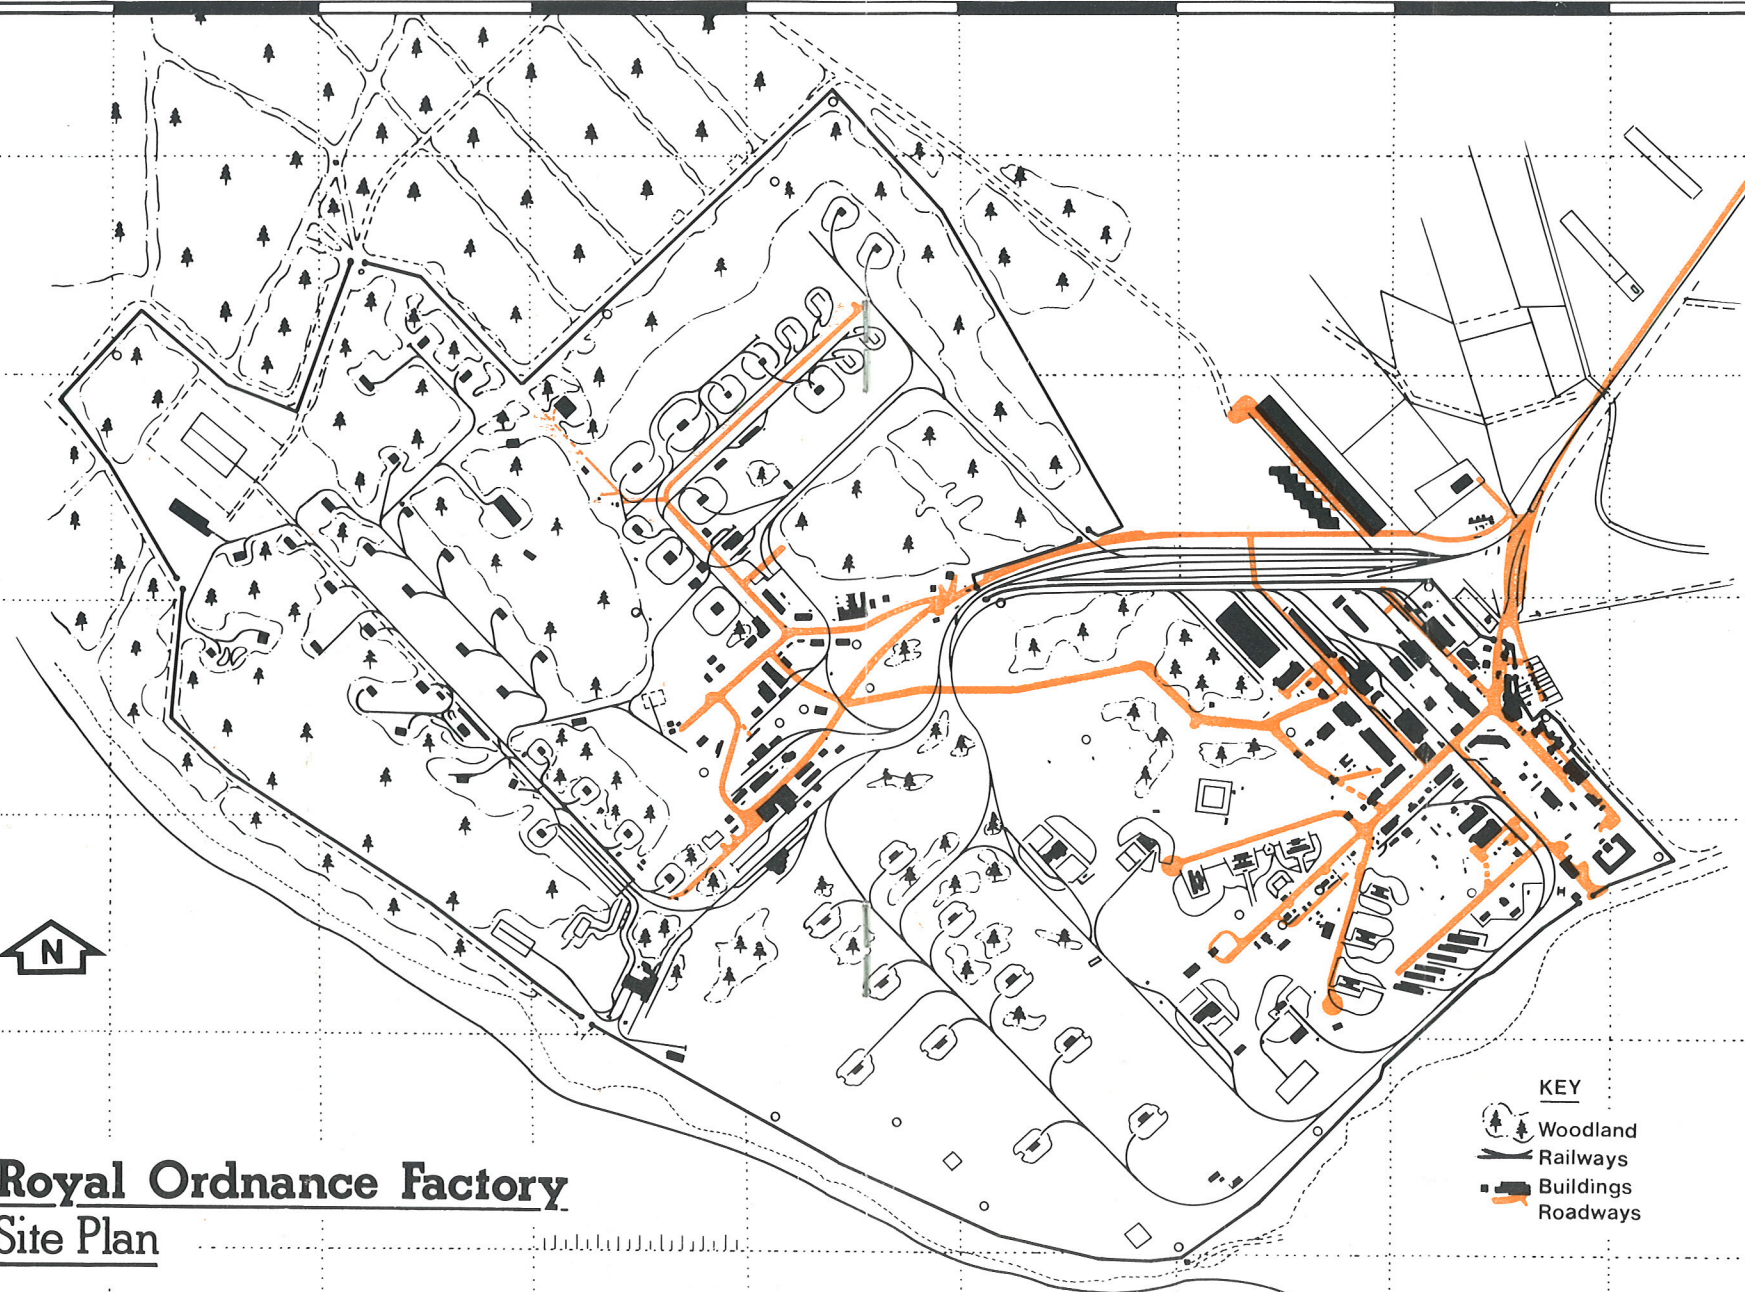 N
Royal Ordnance Factory
Site Plan
KEY
Woodland
Railways
Buildings
Roadways